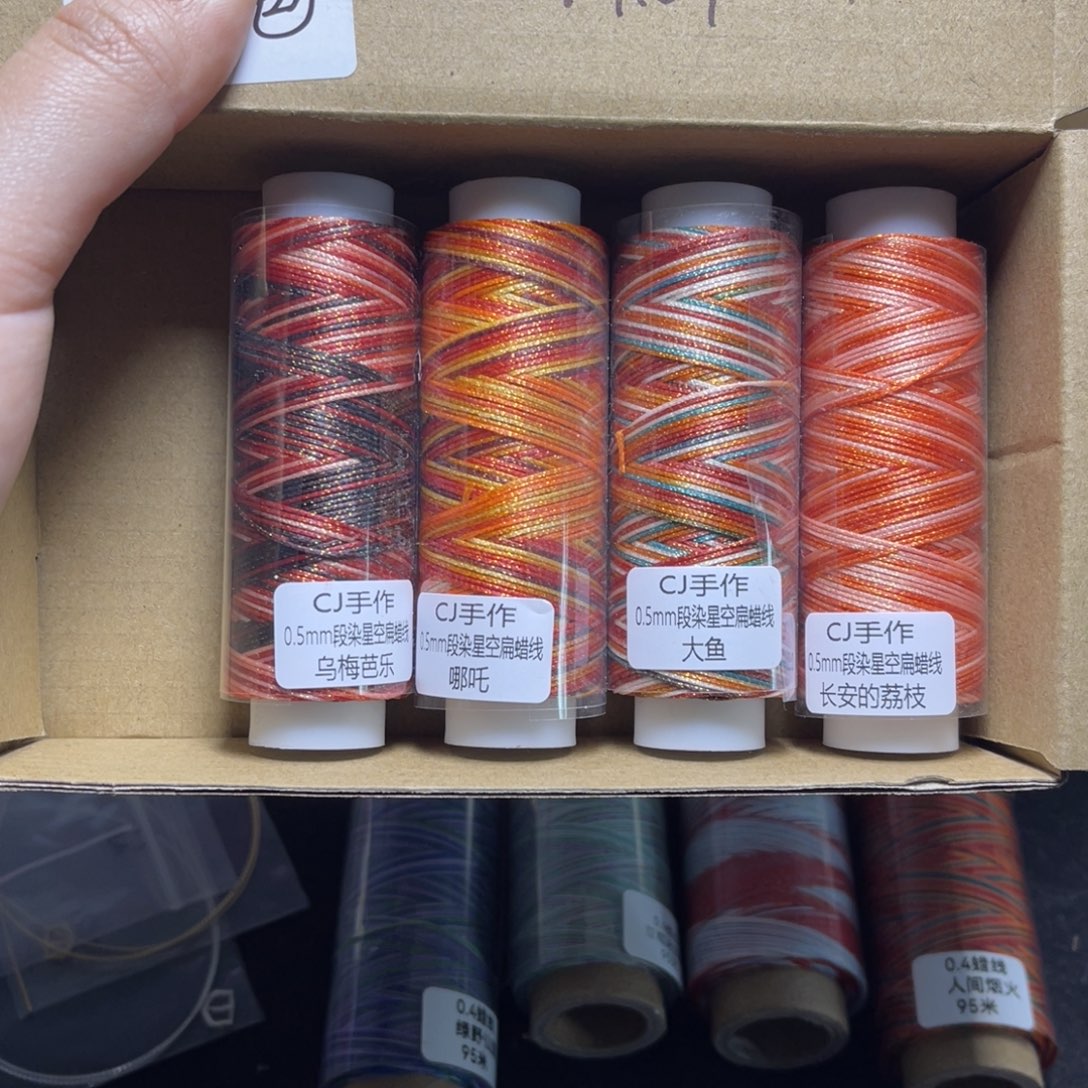 CJ手作
0.5mm段染星空扁蜡线
乌梅芭乐
CJ手作
0.5mm段染星空扁蜡线
哪吒
CJ手作
0.5mm段染星空扁蜡线
大鱼
CJ手作
0.5mm段染星空扁蜡线
长安的荔枝
0.4蜡线
绿野
95米
0.4蜡线
人间烟火
95米